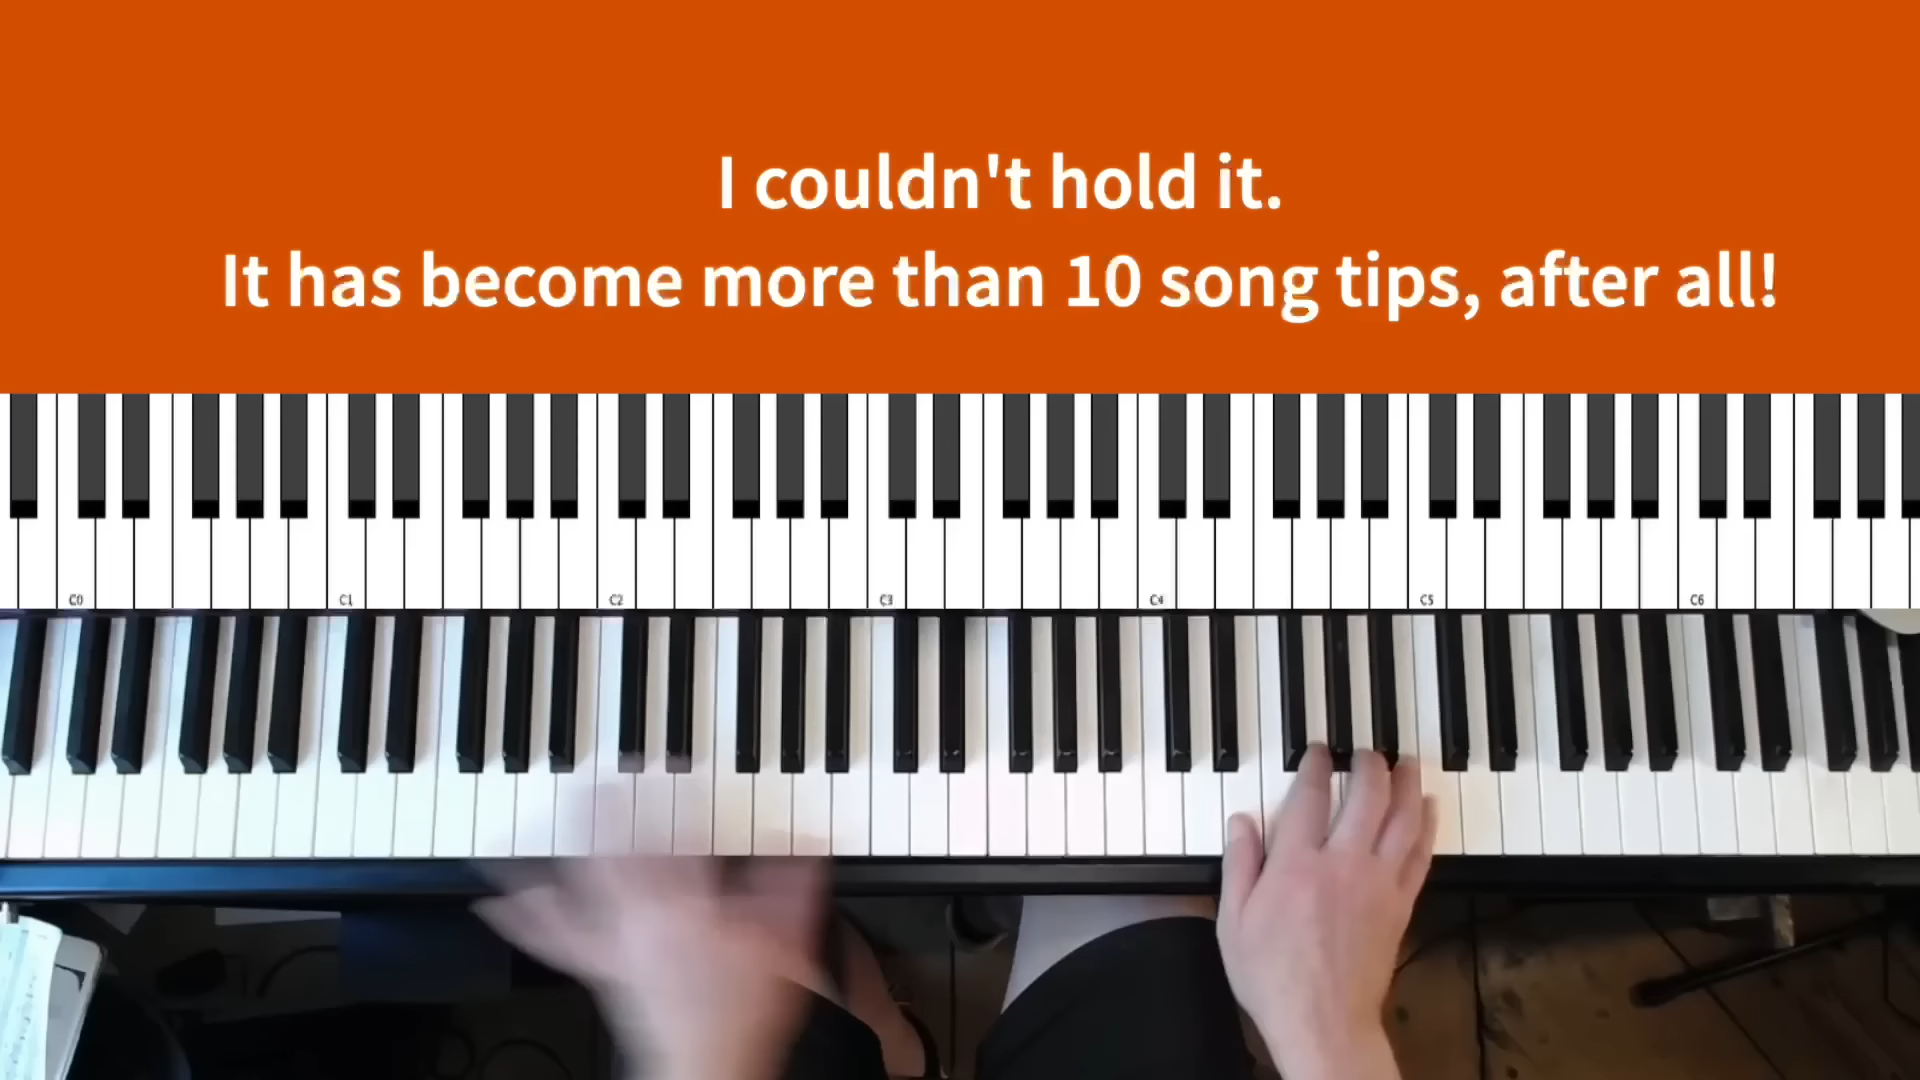 I couldn't hold it.
It has become more than 10 song tips, after all!
C0 C1 C2 C3 C4 C5 C6